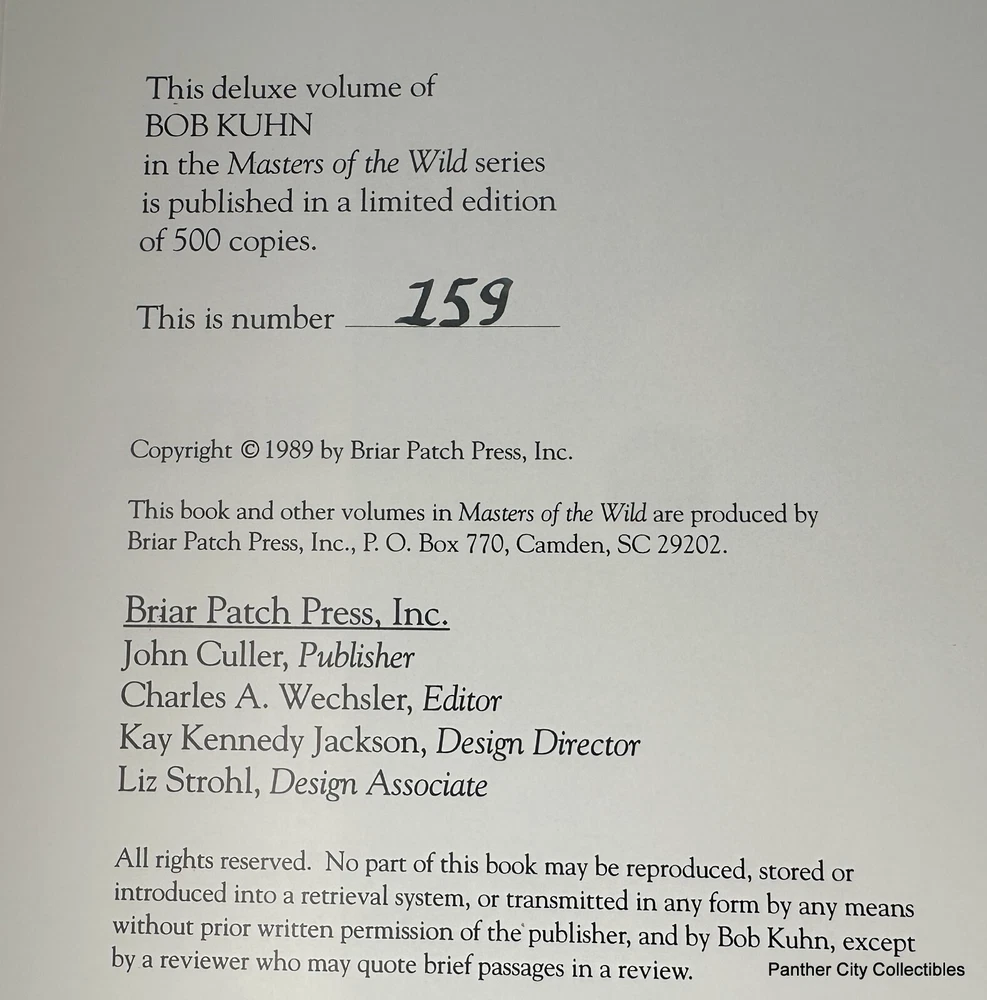 This deluxe volume of
BOB KUHN
in the Masters of the Wild series
is published in a limited edition
of 500 copies.
This is number 159
Copyright © 1989 by Briar Patch Press, Inc.
This book and other volumes in Masters of the Wild are produced by
Briar Patch Press, Inc., P. O. Box 770, Camden, SC 29202.
Briar Patch Press, Inc.
John Culler, Publisher
Charles A. Wechsler, Editor
Kay Kennedy Jackson, Design Director
Liz Strohl, Design Associate
All rights reserved. No part of this book may be reproduced, stored or
introduced into a retrieval system, or transmitted in any form by any means
without prior written permission of the publisher, and by Bob Kuhn, except
by a reviewer who may quote brief passages in a review.
Panther City Collectibles